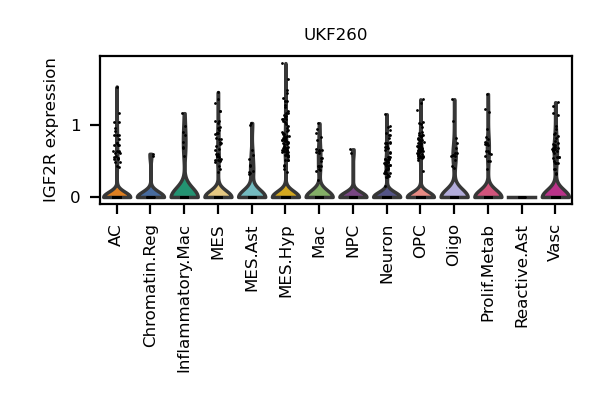 UKF260
IGF2R expression
1
0
AC
Chromatin.Reg
Inflammatory.Mac
MES
MES.Ast
MES.Hyp
Mac
NPC
Neuron
OPC
Oligo
Prolif.Metab
Reactive.Ast
Vasc